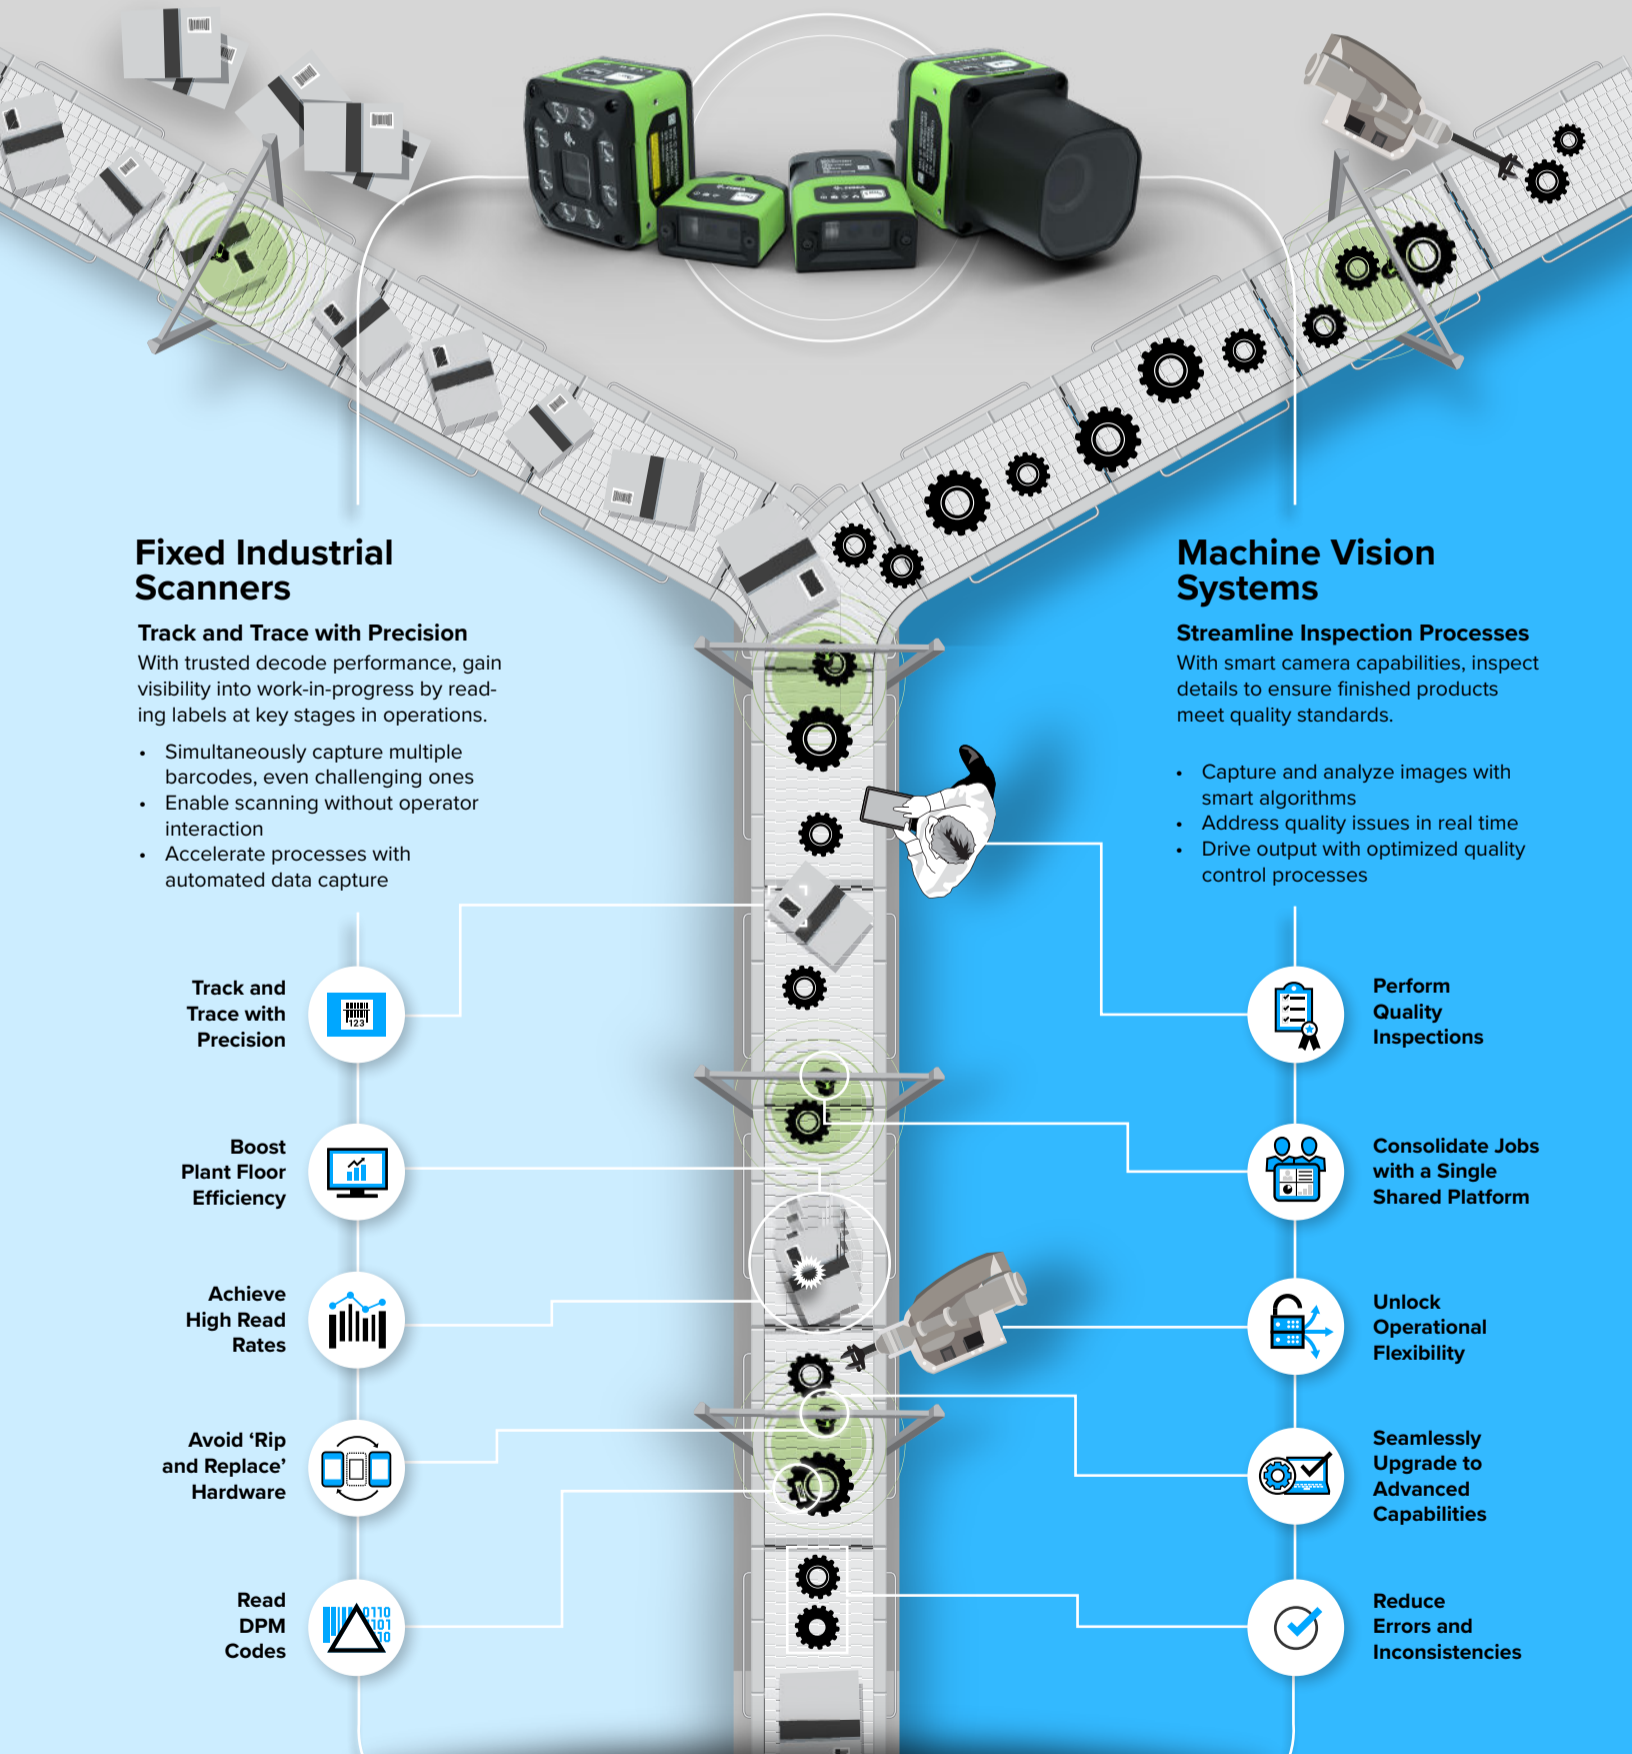 Fixed Industrial
Scanners
Track and Trace with Precision
With trusted decode performance, gain
visibility into work-in-progress by read-
ing labels at key stages in operations.
• Simultaneously capture multiple
barcodes, even challenging ones
• Enable scanning without operator
interaction
• Accelerate processes with
automated data capture
Track and
Trace with
Precision
123
Boost
Plant Floor
Efficiency
Achieve
High Read
Rates
Avoid ‘Rip
and Replace’
Hardware
Read
DPM
Codes
0110
101
10
Machine Vision
Systems
Streamline Inspection Processes
With smart camera capabilities, inspect
details to ensure finished products
meet quality standards.
• Capture and analyze images with
smart algorithms
• Address quality issues in real time
• Drive output with optimized quality
control processes
Perform
Quality
Inspections
Consolidate Jobs
with a Single
Shared Platform
Unlock
Operational
Flexibility
Seamlessly
Upgrade to
Advanced
Capabilities
Reduce
Errors and
Inconsistencies